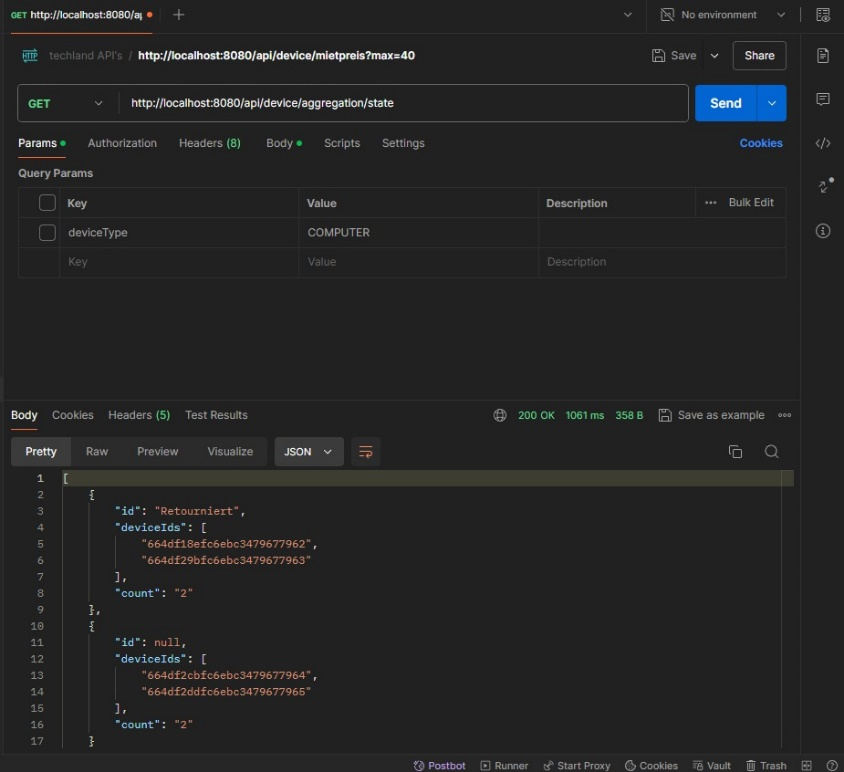 GET http://localhost:8080/a
No environment
HTTP techland API's / http://localhost:8080/api/device/mietpreis?max=40
Save
Share
GET
http://localhost:8080/api/device/aggregation/state
Send
Params
Authorization
Headers (8)
Body
Scripts
Settings
Cookies
Query Params
Key
Value
Description
Bulk Edit
deviceType
COMPUTER
Key
Value
Description
Body
Cookies
Headers (5)
Test Results
200 OK
1061 ms
358 B
Save as example
Pretty
Raw
Preview
Visualize
JSON
1 [
2 {
3 "id": "Retourniert",
4 "deviceIds": [
5 "664df18efc6ebc3479677962",
6 "664df29bfc6ebc3479677963"
7 ],
8 "count": "2"
9 },
10 {
11 "id": null,
12 "deviceIds": [
13 "664df2cbfc6ebc3479677964",
14 "664df2ddfc6ebc3479677965"
15 ],
16 "count": "2"
17 }
Postbot
Runner
Start Proxy
Cookies
Vault
Trash